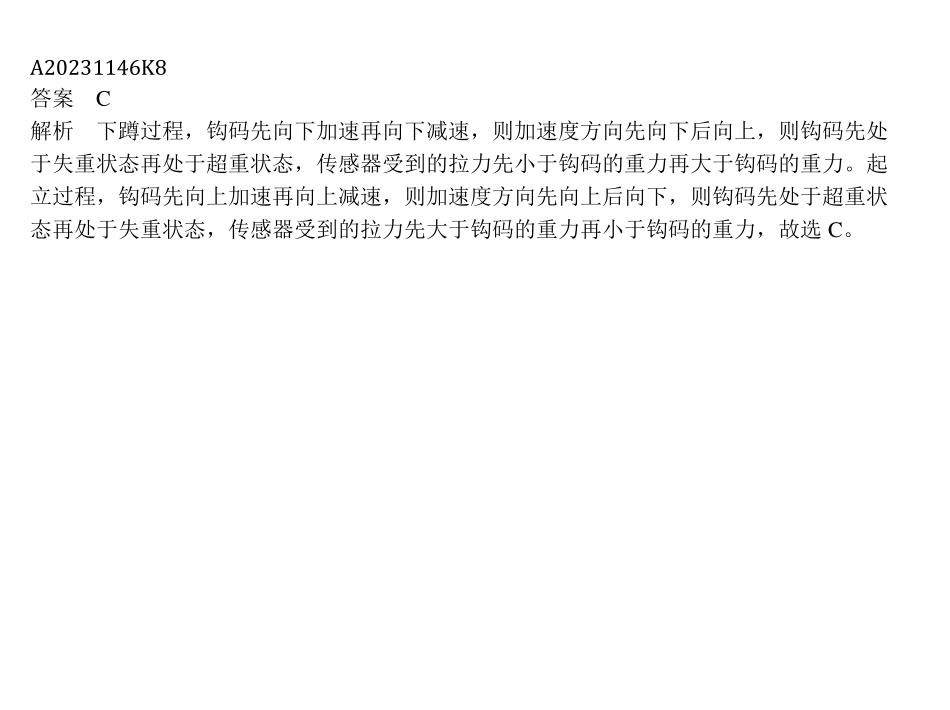 A20231146K8
答案　C
解析　下蹲过程，钩码先向下加速再向下减速，则加速度方向先向下后向上，则钩码先处
于失重状态再处于超重状态，传感器受到的拉力先小于钩码的重力再大于钩码的重力。起
立过程，钩码先向上加速再向上减速，则加速度方向先向上后向下，则钩码先处于超重状
态再处于失重状态，传感器受到的拉力先大于钩码的重力再小于钩码的重力，故选 C。